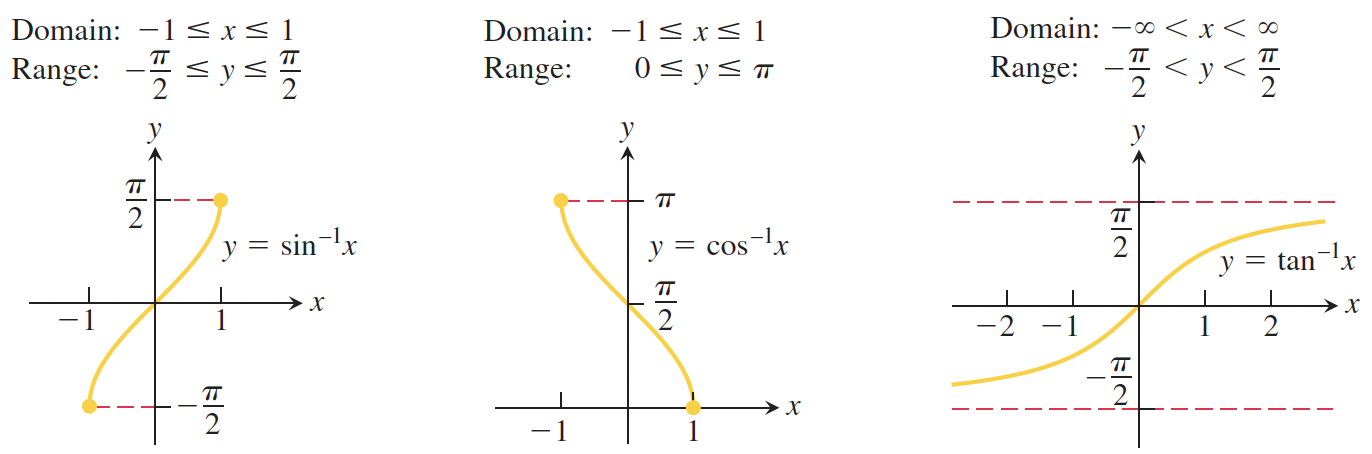 Domain: −1 ≤ x ≤ 1
Range: −π/2 ≤ y ≤ π/2
y
π/2
y = sin⁻¹x
x
−1
1
−π/2
Domain: −1 ≤ x ≤ 1
Range: 0 ≤ y ≤ π
y
π
y = cos⁻¹x
π/2
x
−1
1
Domain: −∞ < x < ∞
Range: −π/2 < y < π/2
y
π/2
y = tan⁻¹x
x
−2 −1
1 2
−π/2